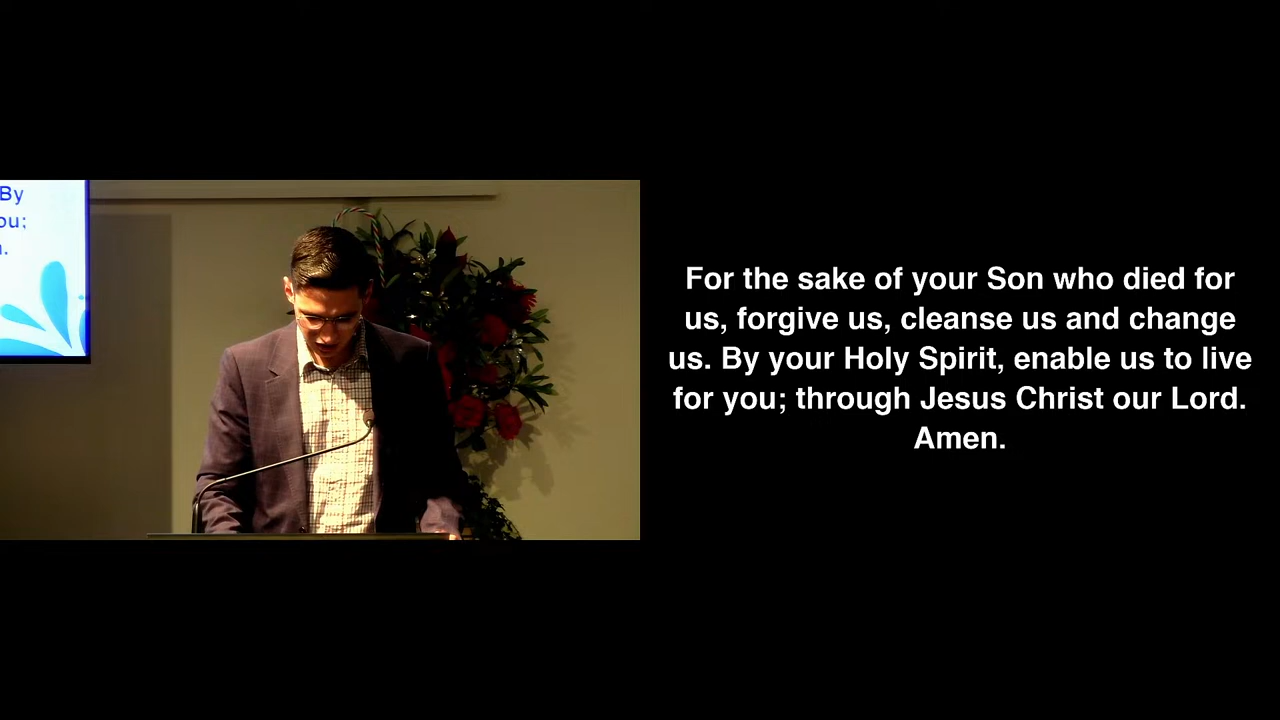 By
ou;
For the sake of your Son who died for
us, forgive us, cleanse us and change
us. By your Holy Spirit, enable us to live
for you; through Jesus Christ our Lord.
Amen.